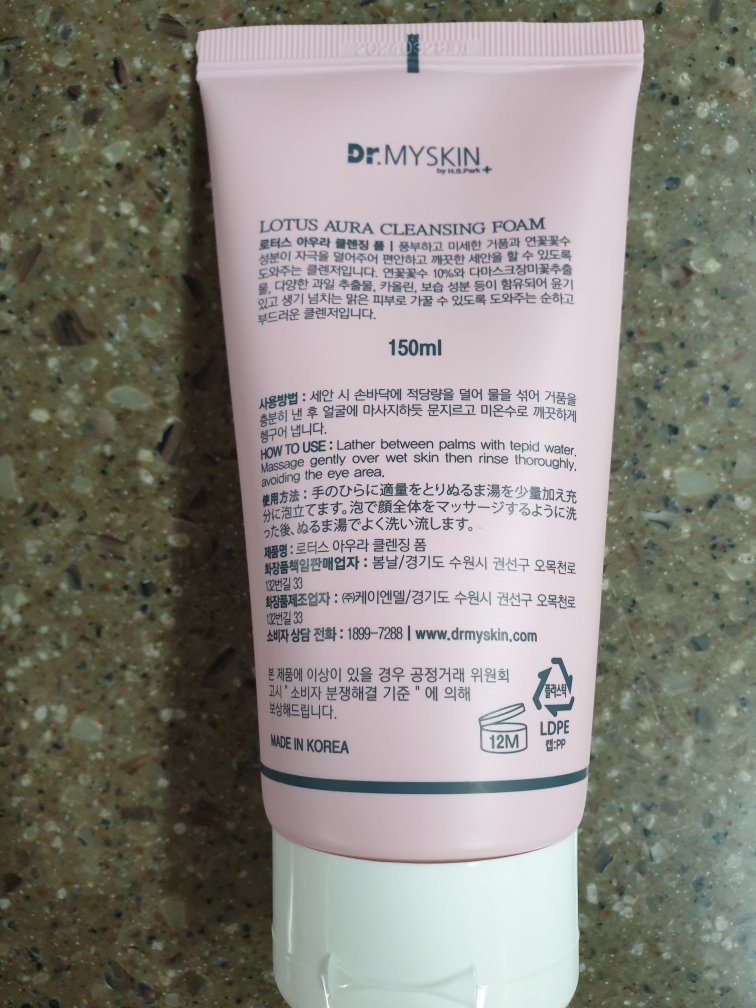 20240328 M
Dr.MYSKIN
by H.S.Park +
LOTUS AURA CLEANSING FOAM
로터스 아우라 클렌징 폼 | 풍부하고 미세한 거품과 연꽃꽃수
성분이 자극을 덜어주어 편안하고 깨끗한 세안을 할 수 있도록
도와주는 클렌저입니다. 연꽃꽃수 10%와 다마스크장미꽃추출
물, 다양한 과일 추출물, 카올린, 보습 성분 등이 함유되어 윤기
있고 생기 넘치는 맑은 피부로 가꿀 수 있도록 도와주는 순하고
부드러운 클렌저입니다.
150ml
사용방법 : 세안 시 손바닥에 적당량을 덜어 물을 섞어 거품을
충분히 낸 후 얼굴에 마사지하듯 문지르고 미온수로 깨끗하게
헹구어 냅니다.
HOW TO USE : Lather between palms with tepid water.
Massage gently over wet skin then rinse thoroughly,
avoiding the eye area.
使用方法 : 手のひらに適量をとりぬるま湯を少量加え充
分に泡立てます。泡で顔全体をマッサージするように洗
った後、ぬるま湯でよく洗い流します。
제품명 : 로터스 아우라 클렌징 폼
화장품책임판매업자 : 봄날/경기도 수원시 권선구 오목천로
132번길 33
화장품제조업자 : ㈜케이엔델/경기도 수원시 권선구 오목천로
132번길 33
소비자 상담 전화 : 1899-7288 | www.drmyskin.com
본 제품에 이상이 있을 경우 공정거래 위원회
고시 " 소비자 분쟁해결 기준 " 에 의해
보상해드립니다.
플라스틱
LDPE
캡:PP
12M
MADE IN KOREA